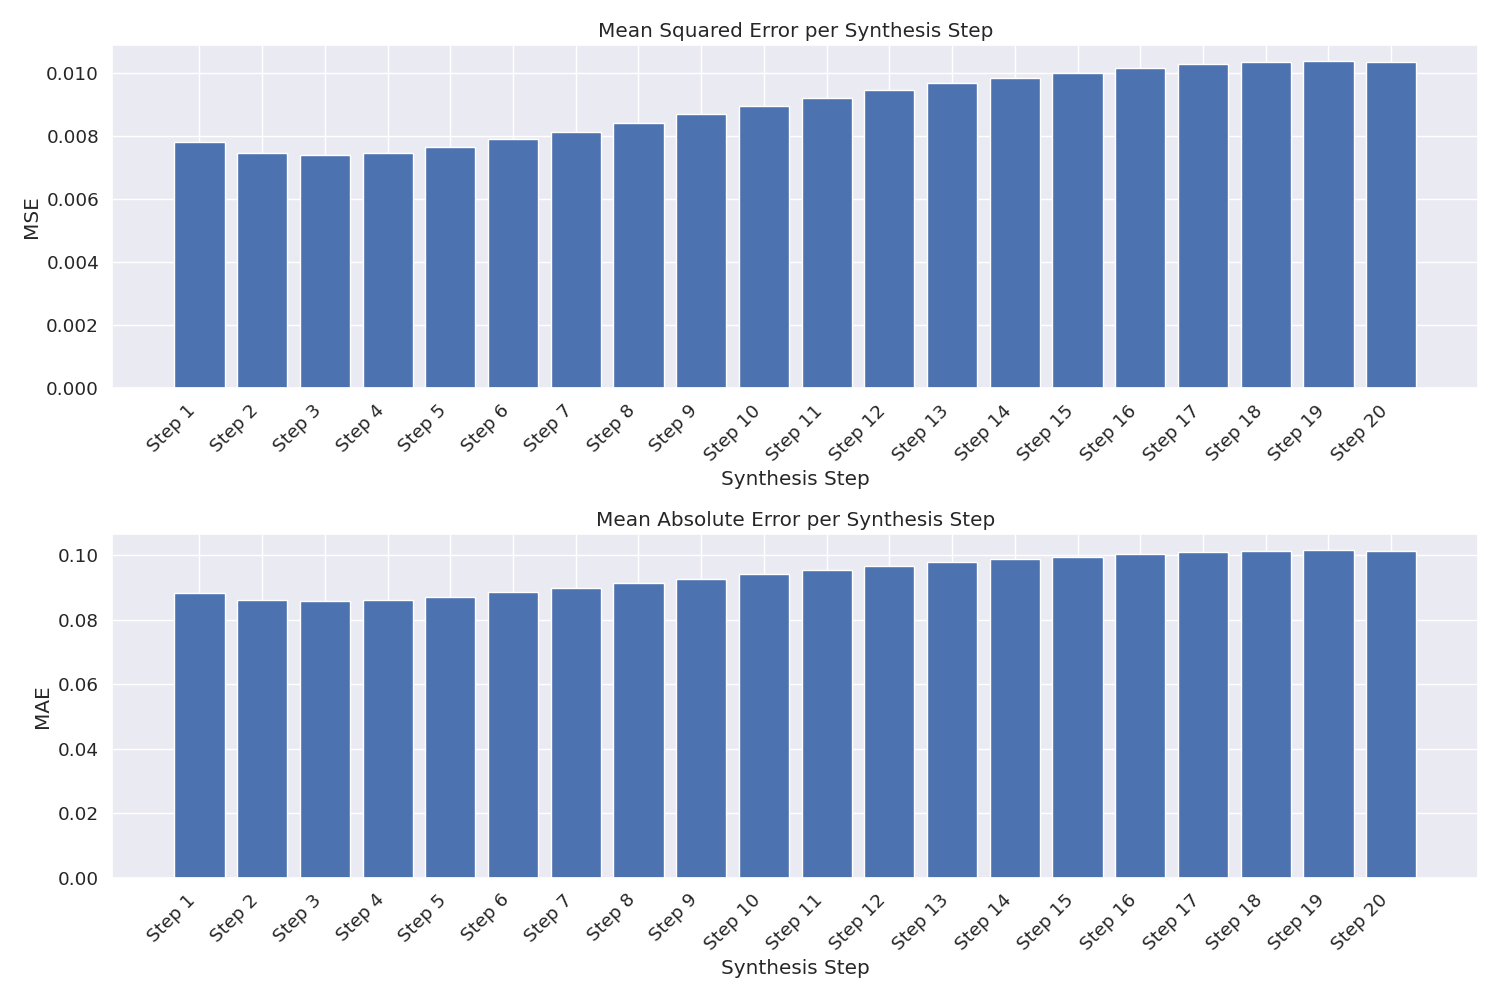 Mean Squared Error per Synthesis Step
MSE
0.010
0.008
0.006
0.004
0.002
0.000
Step 1
Step 2
Step 3
Step 4
Step 5
Step 6
Step 7
Step 8
Step 9
Step 10
Step 11
Step 12
Step 13
Step 14
Step 15
Step 16
Step 17
Step 18
Step 19
Step 20
Synthesis Step
Mean Absolute Error per Synthesis Step
MAE
0.10
0.08
0.06
0.04
0.02
0.00
Step 1
Step 2
Step 3
Step 4
Step 5
Step 6
Step 7
Step 8
Step 9
Step 10
Step 11
Step 12
Step 13
Step 14
Step 15
Step 16
Step 17
Step 18
Step 19
Step 20
Synthesis Step